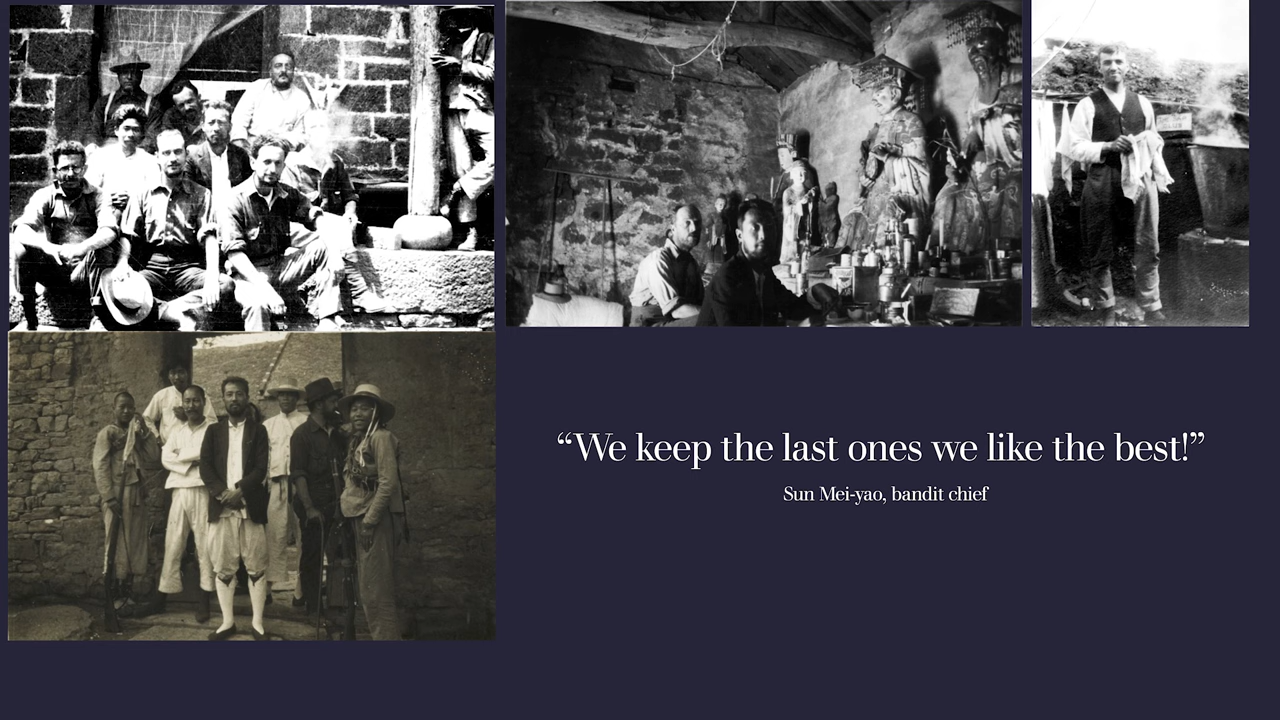 “We keep the last ones we like the best!”
Sun Mei-yao, bandit chief